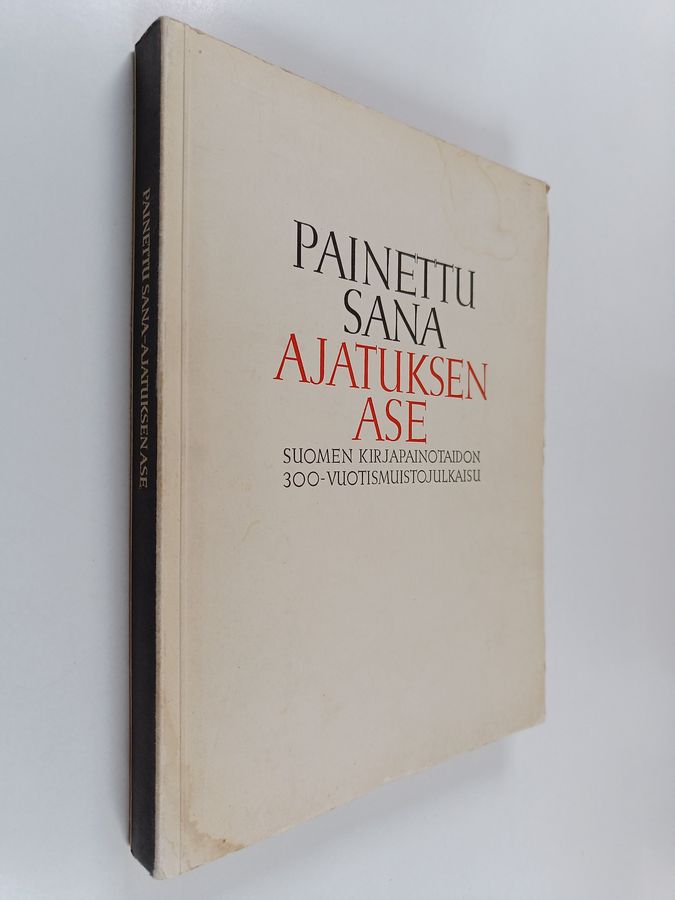 PAINETTU SANA-AJATUKSEN ASE
PAINETTU
SANA
AJATUKSEN
ASE
SUOMEN KIRJAPAINOTAIDON
300-VUOTISMUISTOJULKAISU